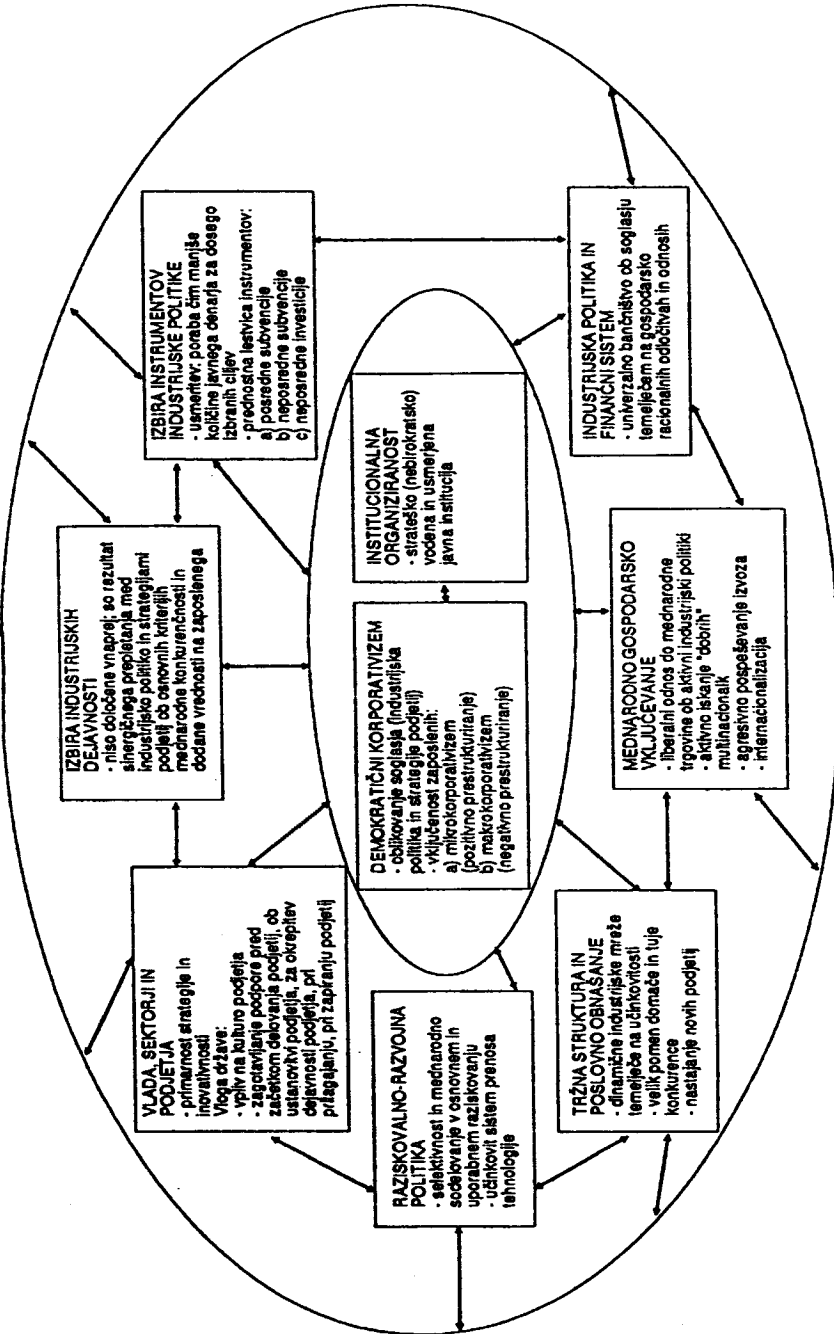 VLADA, SEKTORJI IN
PODJETJA
- primarnost strategije in
inovativnosti
Vloga države:
- vpliv na kulturo podjetja
- zagotavljanje podpore pred
začetkom delovanja podjetij, ob
ustanovitvi podjetja, za okrepitev
dejavnosti podjetja, pri
prilagajanju, pri zapiranju podjetij
IZBIRA INDUSTRIJSKIH
DEJAVNOSTI
- niso določene vnaprej; so rezultat
sinergičnega prepletanja med
industrijsko politiko in strategijami
podjetij ob osnovnih kriterijih
mednarodne konkurenčnosti in
dodane vrednosti na zaposlenega
IZBIRA INSTRUMENTOV
INDUSTRIJSKE POLITIKE
- usmeritev: poraba čim manjše
količine javnega denarja za dosego
izbranih ciljev
- prednostna lestvica instrumentov:
a) posredne subvencije
b) neposredne subvencije
c) neposredne investicije
RAZISKOVALNO-RAZVOJNA
POLITIKA
- selektivnost in mednarodno
sodelovanje v osnovnem in
uporabnem raziskovanju
- učinkovit sistem prenosa
tehnologije
DEMOKRATIČNI KORPORATIVIZEM
- oblikovanje soglasja (industrijska
politika in strategije podjetij)
- vključenost zaposlenih:
a) mikrokorporativizem
(pozitivno prestrukturiranje)
b) makrokorporativizem
(negativno prestrukturiranje)
INSTITUCIONALNA
ORGANIZIRANOST
- strateško (nebirokratsko)
vodena in usmerjena
javna institucija
TRŽNA STRUKTURA IN
POSLOVNO OBNAŠANJE
- dinamične industrijske mreže
temelječe na učinkovitosti
- velik pomen domače in tuje
konkurence
- nastajanje novih podjetij
MEDNARODNO GOSPODARSKO
VKLJUČEVANJE
- liberalni odnos do mednarodne
trgovine ob aktivni industrijski politiki
- aktivno iskanje "dobrih"
multinacionalk
- agresivno pospeševanje izvoza
- internacionalizacija
INDUSTRIJSKA POLITIKA IN
FINANČNI SISTEM
- univerzalno bančništvo ob soglasju
temelječem na gospodarsko
racionalnih odločitvah in odnosih